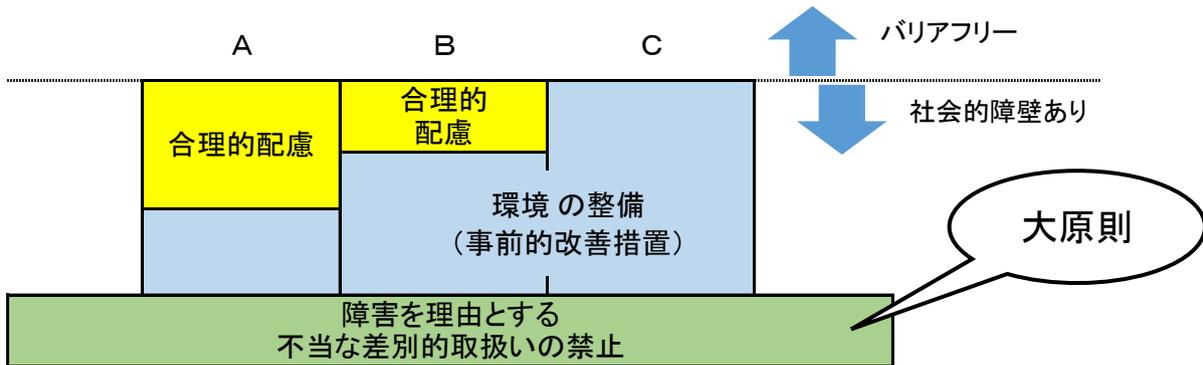 A
B
C
バリアフリー
合理的配慮
合理的
配慮
社会的障壁あり
環境 の整備
（事前的改善措置）
大原則
障害を理由とする
不当な差別的取扱いの禁止